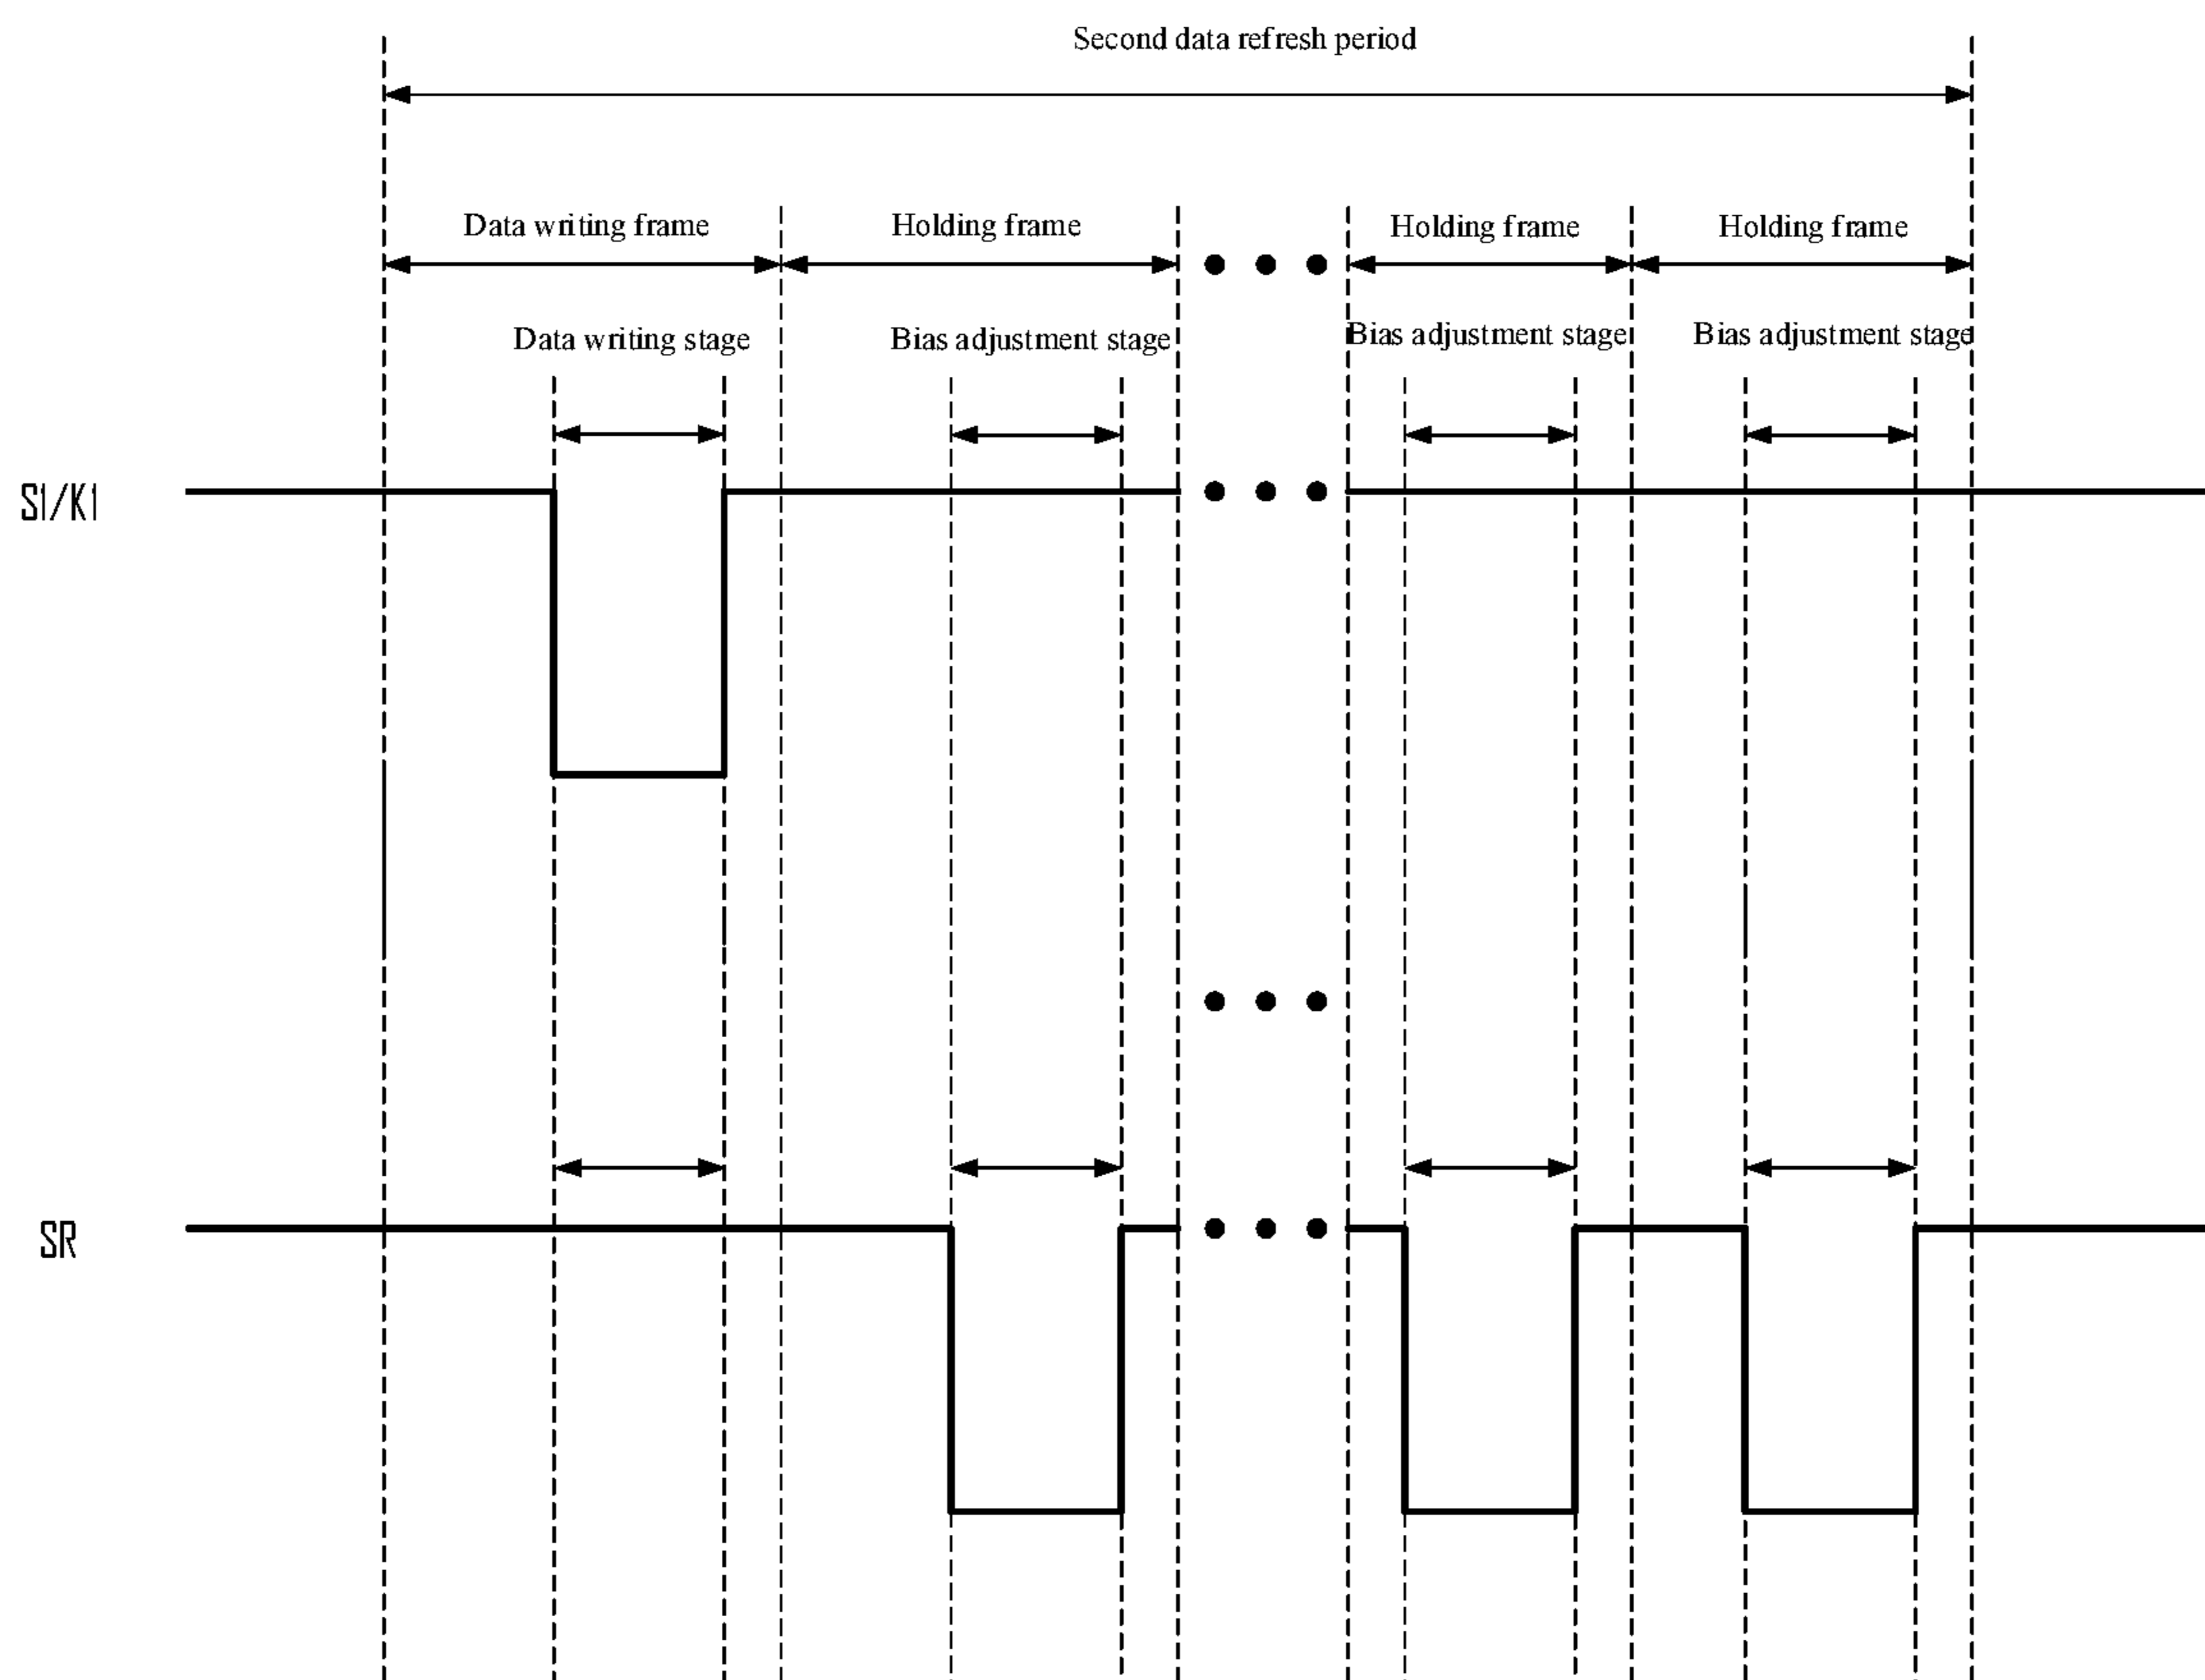 Second data refresh period
Data writing frame
Holding frame
Holding frame
Holding frame
Data writing stage
Bias adjustment stage
Bias adjustment stage
Bias adjustment stage
S1/K1
SR